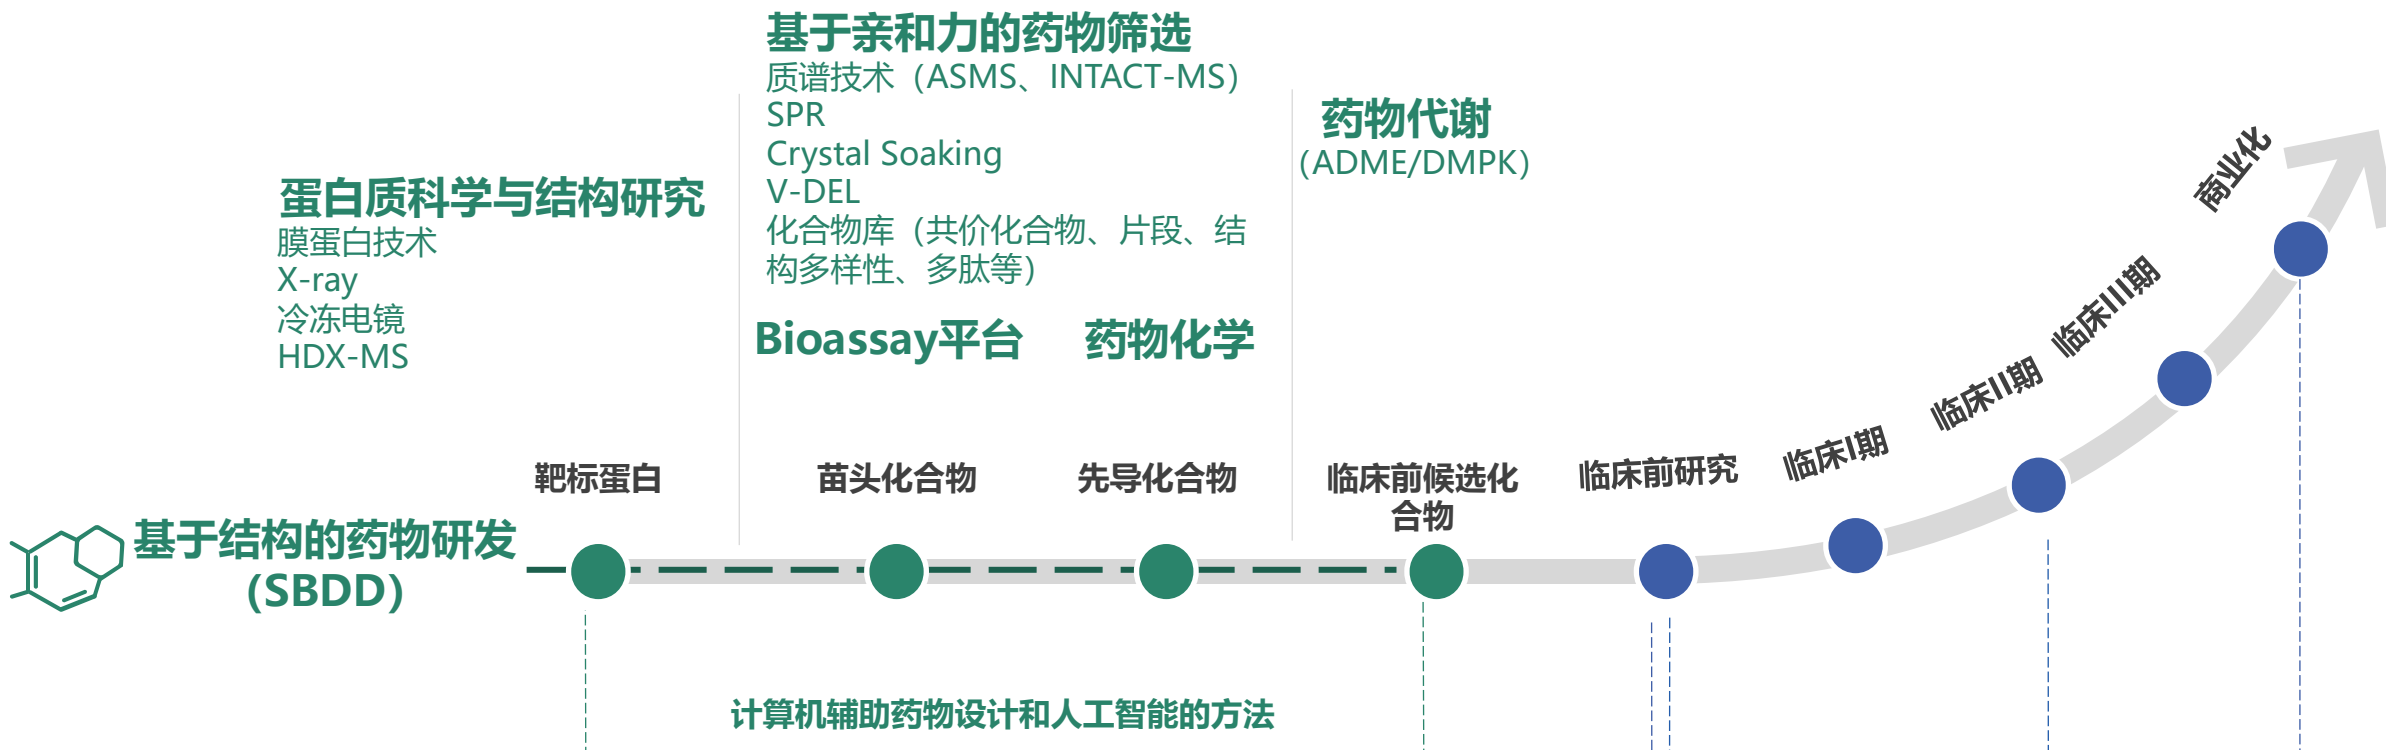 基于亲和力的药物筛选
质谱技术（ASMS、INTACT-MS）
SPR
Crystal Soaking
V-DEL
化合物库（共价化合物、片段、结
构多样性、多肽等）
Bioassay平台
药物化学
药物代谢
（ADME/DMPK）
蛋白质科学与结构研究
膜蛋白技术
X-ray
冷冻电镜
HDX-MS
靶标蛋白
苗头化合物
先导化合物
临床前候选化
合物
临床前研究
临床I期
临床II期
临床III期
商业化
基于结构的药物研发
（SBDD）
计算机辅助药物设计和人工智能的方法